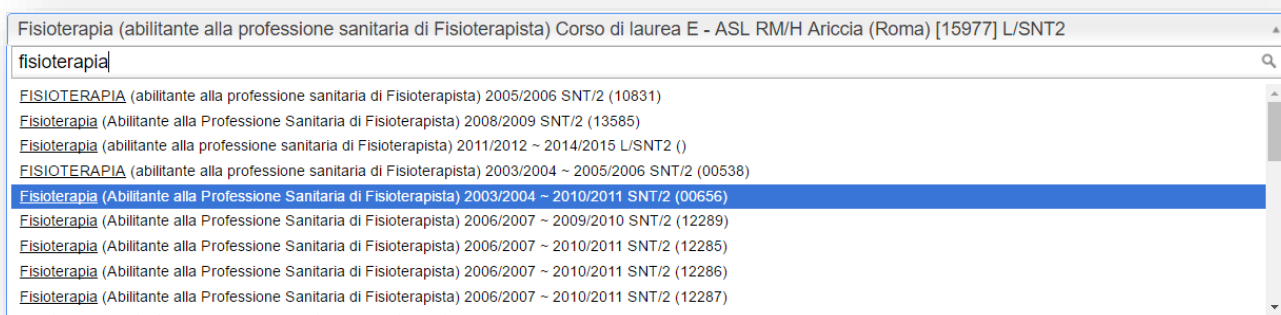 Fisioterapia (abilitante alla professione sanitaria di Fisioterapista) Corso di laurea E - ASL RM/H Ariccia (Roma) [15977] L/SNT2
fisioterapia
FISIOTERAPIA (abilitante alla professione sanitaria di Fisioterapista) 2005/2006 SNT/2 (10831)
Fisioterapia (Abilitante alla Professione Sanitaria di Fisioterapista) 2008/2009 SNT/2 (13585)
Fisioterapia (abilitante alla professione sanitaria di Fisioterapista) 2011/2012 ~ 2014/2015 L/SNT2 ()
FISIOTERAPIA (abilitante alla professione sanitaria di Fisioterapista) 2003/2004 ~ 2005/2006 SNT/2 (00538)
Fisioterapia (Abilitante alla Professione Sanitaria di Fisioterapista) 2003/2004 ~ 2010/2011 SNT/2 (00656)
Fisioterapia (Abilitante alla Professione Sanitaria di Fisioterapista) 2006/2007 ~ 2009/2010 SNT/2 (12289)
Fisioterapia (Abilitante alla Professione Sanitaria di Fisioterapista) 2006/2007 ~ 2010/2011 SNT/2 (12285)
Fisioterapia (Abilitante alla Professione Sanitaria di Fisioterapista) 2006/2007 ~ 2010/2011 SNT/2 (12286)
Fisioterapia (Abilitante alla Professione Sanitaria di Fisioterapista) 2006/2007 ~ 2010/2011 SNT/2 (12287)